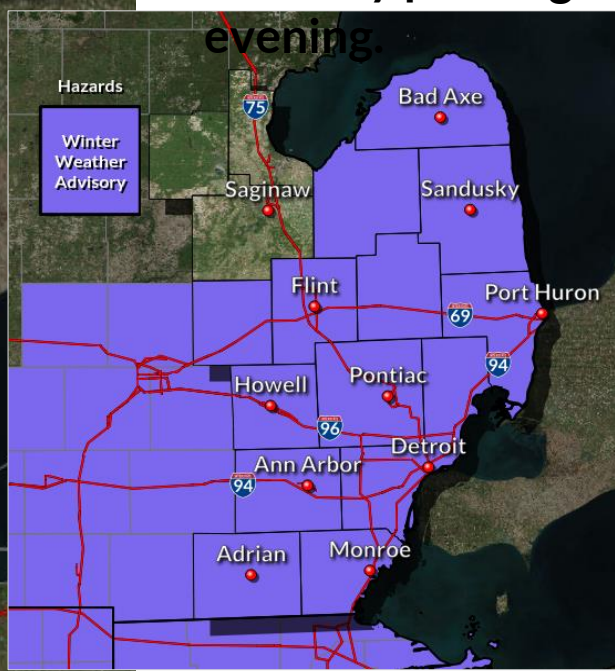 evening.
Hazards
Winter
Weather
Advisory
75
Bad Axe
Saginaw
Sandusky
Flint
Port Huron
69
94
Howell
Pontiac
96
Detroit
Ann Arbor
94
Adrian
Monroe